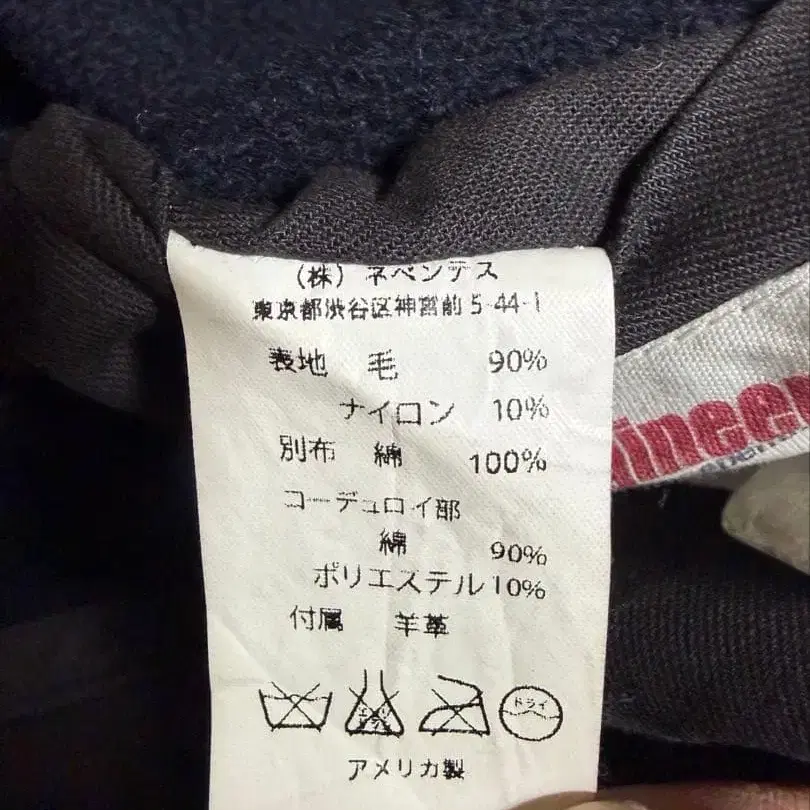 (株) ネペンテス
東京都渋谷区神宮前 5-44-1
表地 毛 90%
ナイロン 10%
別布 綿 100%
コーデュロイ部
綿 90%
ポリエステル 10%
付属 羊革
ドライ
アメリカ製
ineer